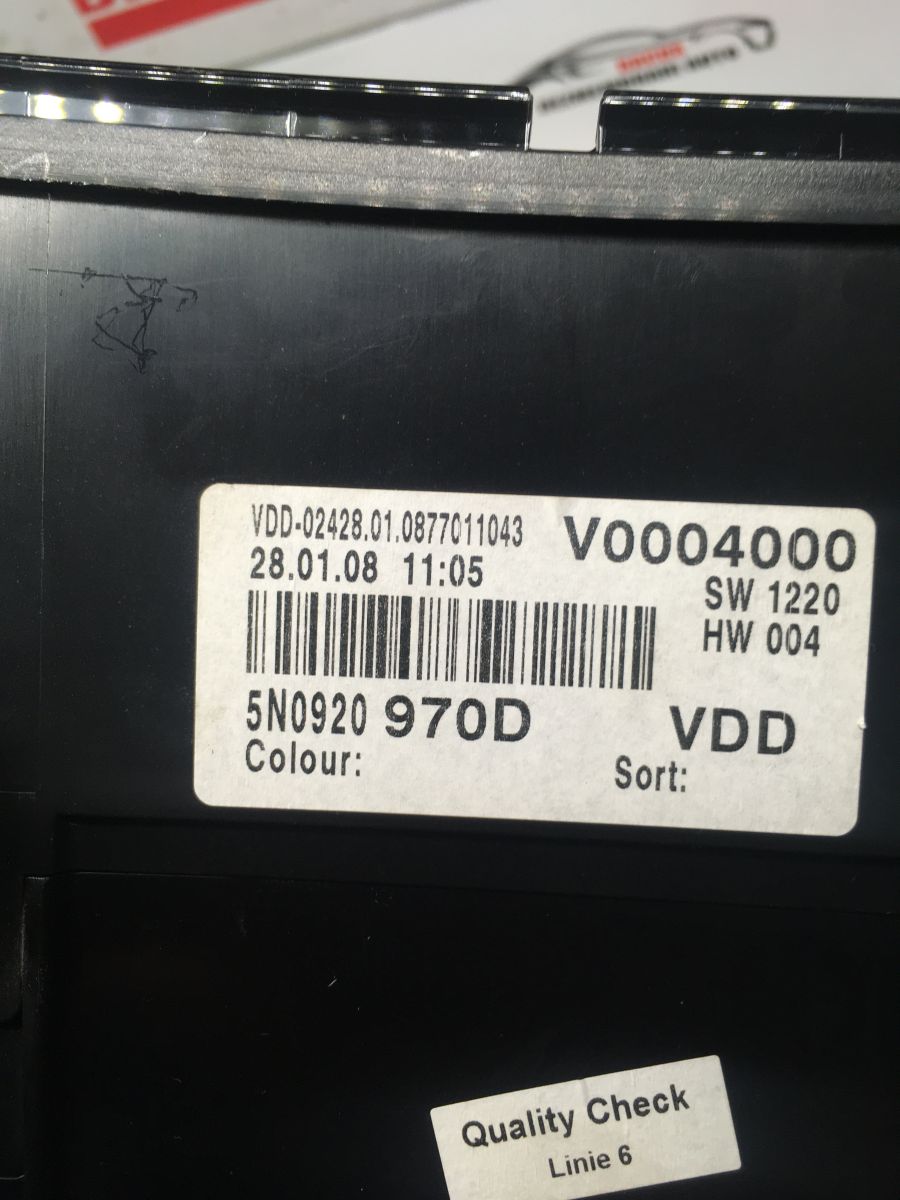 VDD-02428.01.0877011043
V0004000
28.01.08 11:05
SW 1220
HW 004
5N0920 970D
VDD
Colour:
Sort:
Quality Check
Linie 6